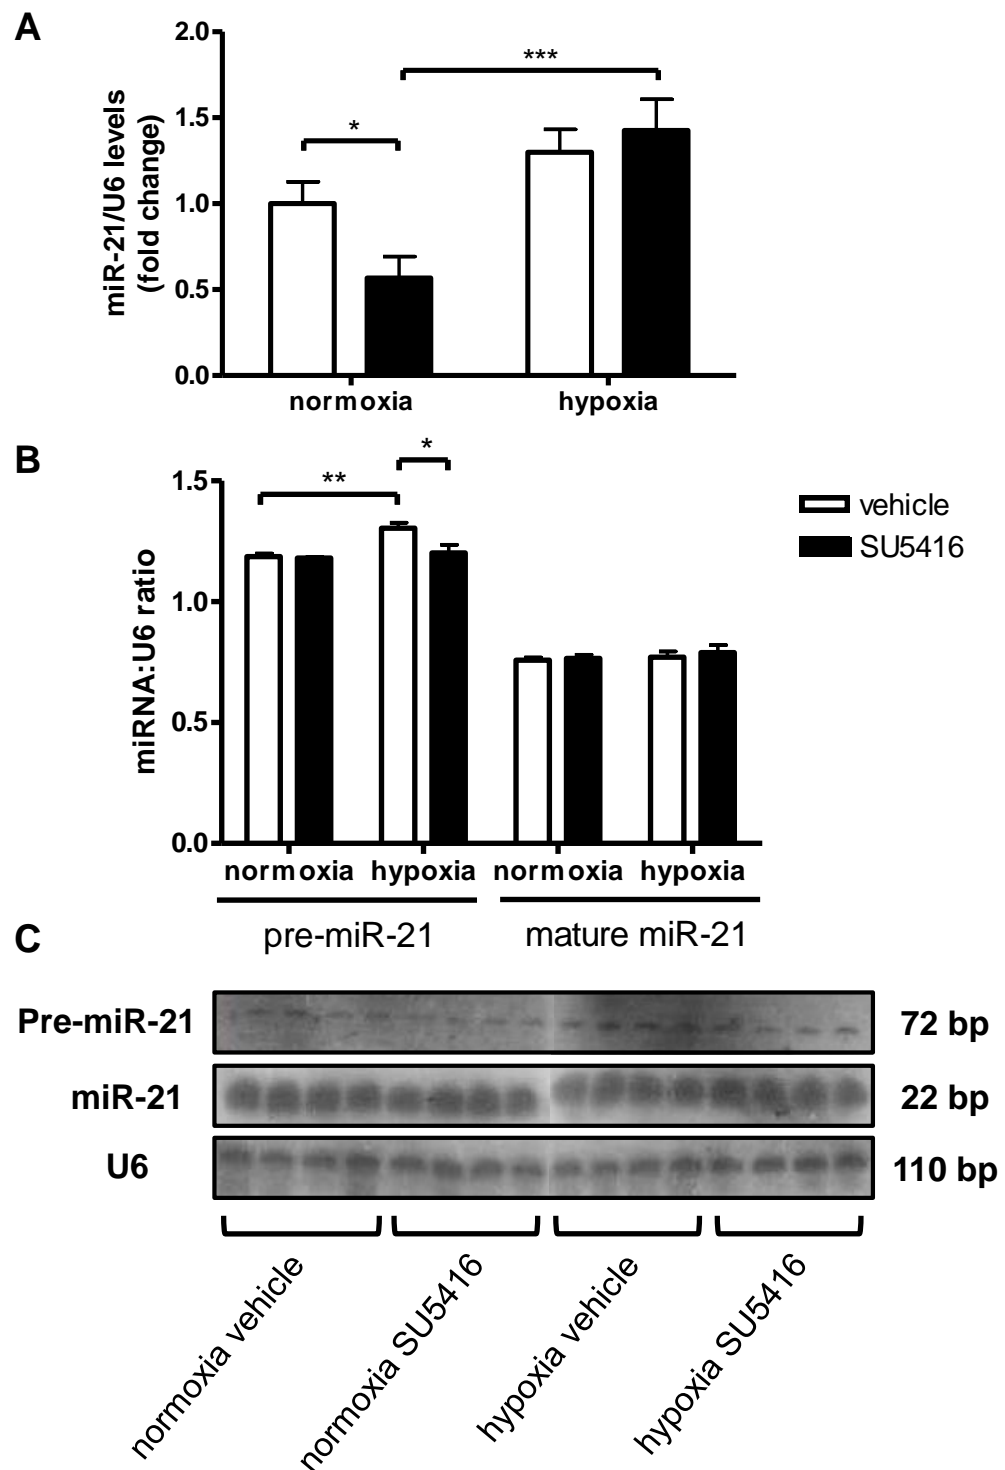 A
2.0
1.5
1.0
0.5
0.0
miR-21/U6 levels
(fold change)
*
***
normoxia hypoxia
B
1.5
1.0
0.5
0.0
miRNA:U6 ratio
**
*
vehicle
SU5416
normoxia hypoxia normoxia hypoxia
pre-miR-21 mature miR-21
C
Pre-miR-21 72 bp
miR-21 22 bp
U6 110 bp
normoxia vehicle
normoxia SU5416
hypoxia vehicle
hypoxia SU5416